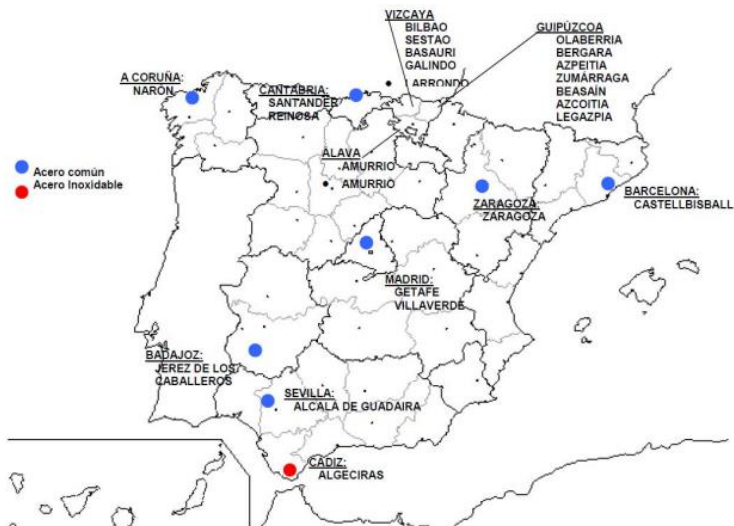 VIZCAYA
BILBAO
SESTAO
BASAURI
GALINDO
LARRONDO
GUIPÚZCOA
OLABERRIA
BERGARA
AZPEITIA
ZUMÁRRAGA
BEASAÍN
AZCOITIA
LEGAZPIA
A CORUÑA:
NARÓN
CANTABRIA:
SANTANDER
REINOSA
ÁLAVA
AMURRIO
AMURRIO
Acero común
Acero Inoxidable
ZARAGOZA:
ZARAGOZA
BARCELONA:
CASTELLBISBALL
MADRID:
GETAFE
VILLAVERDE
BADAJOZ:
JEREZ DE LOS
CABALLEROS
SEVILLA:
ALCALÁ DE GUADAIRA
CÁDIZ:
ALGECIRAS